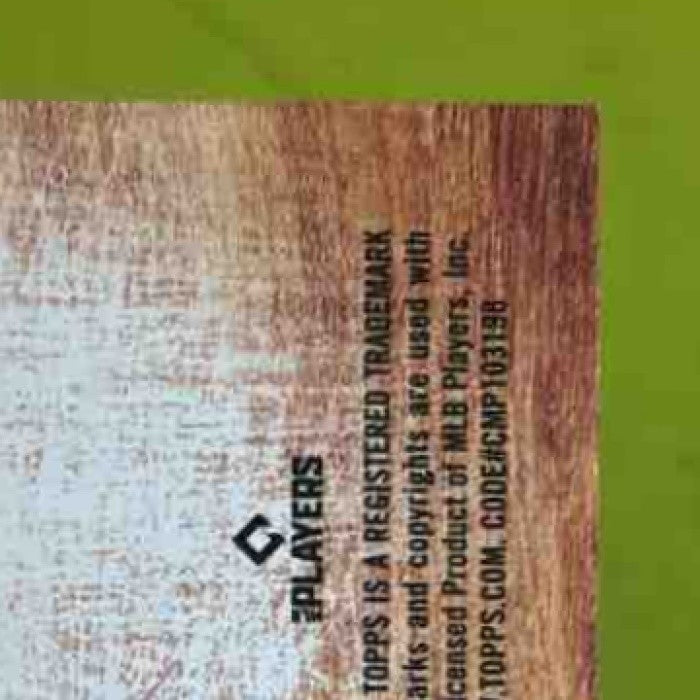 MLB PLAYERS
TOPPS IS A REGISTERED TRADEMARK
arks and copyrights are used with
icensed Product of MLB Players, Inc.
.TOPPS.COM. CODE#CMP103198